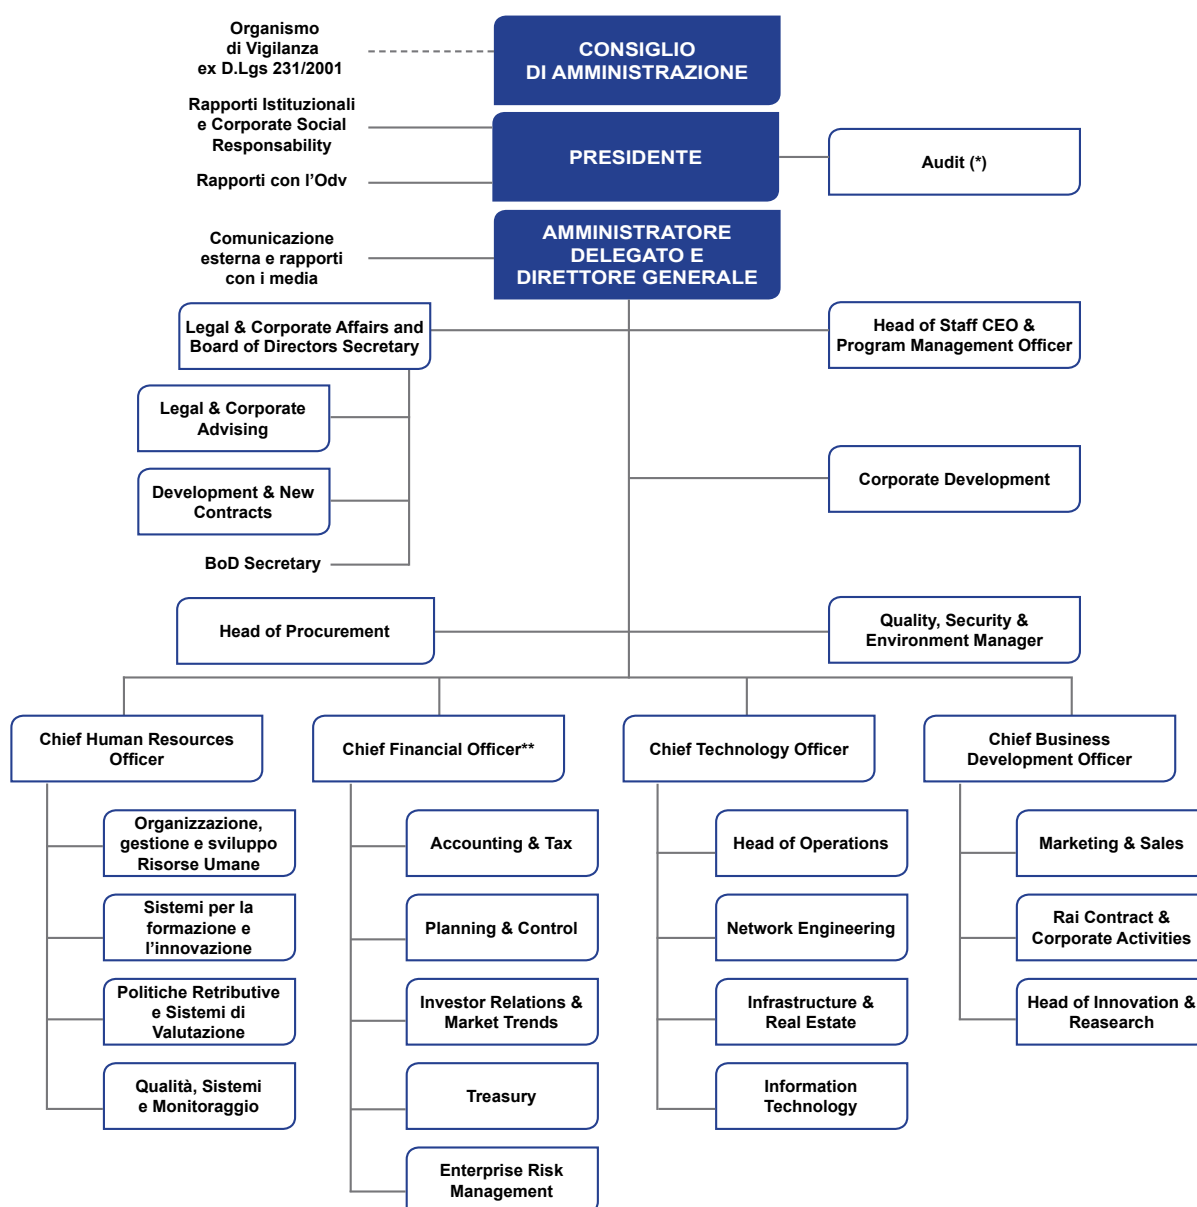 Organismo
di Vigilanza
ex D.Lgs 231/2001
CONSIGLIO
DI AMMINISTRAZIONE
Rapporti Istituzionali
e Corporate Social
Responsability
Rapporti con l'Odv
PRESIDENTE
Audit (*)
Comunicazione
esterna e rapporti
con i media
AMMINISTRATORE
DELEGATO E
DIRETTORE GENERALE
Legal & Corporate Affairs and
Board of Directors Secretary
Head of Staff CEO &
Program Management Officer
Legal & Corporate
Advising
Development & New
Contracts
BoD Secretary
Corporate Development
Head of Procurement
Quality, Security &
Environment Manager
Chief Human Resources
Officer
Chief Financial Officer**
Chief Technology Officer
Chief Business
Development Officer
Organizzazione,
gestione e sviluppo
Risorse Umane
Sistemi per la
formazione e
l'innovazione
Politiche Retributive
e Sistemi di
Valutazione
Qualità, Sistemi
e Monitoraggio
Accounting & Tax
Planning & Control
Investor Relations &
Market Trends
Treasury
Enterprise Risk
Management
Head of Operations
Network Engineering
Infrastructure &
Real Estate
Information
Technology
Marketing & Sales
Rai Contract &
Corporate Activities
Head of Innovation &
Reasearch